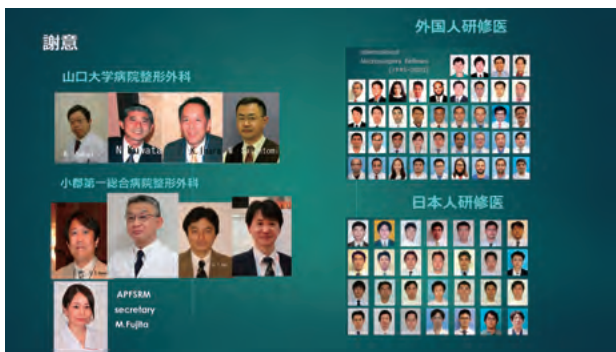 謝意
山口大学病院整形外科
小郡第一総合病院整形外科
APFSRM
secretary
M.Fujita
外国人研修医
International
Microsurgery Fellows
日本人研修医